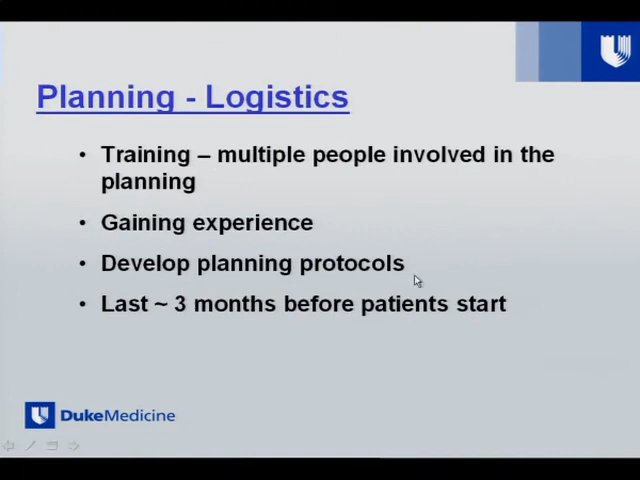 Planning - Logistics
• Training – multiple people involved in the
planning
• Gaining experience
• Develop planning protocols
• Last ~ 3 months before patients start
DukeMedicine